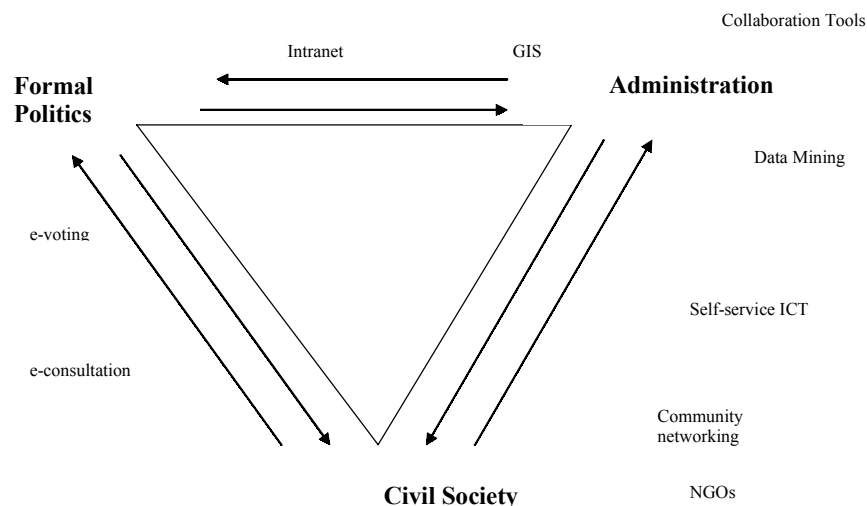 Collaboration Tools
Intranet
GIS
Formal
Politics
Administration
Data Mining
e-voting
Self-service ICT
e-consultation
Community
networking
Civil Society
NGOs